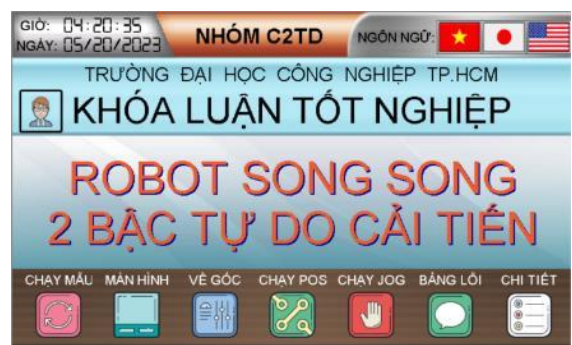 GIỜ: 04:20:35
NGÀY: 05/20/2023
NHÓM C2TD
NGÔN NGỮ:
TRƯỜNG ĐẠI HỌC CÔNG NGHIỆP TP.HCM
KHÓA LUẬN TỐT NGHIỆP
ROBOT SONG SONG
2 BẬC TỰ DO CẢI TIẾN
CHẠY MẪU MÀN HÌNH VỀ GỐC CHẠY POS CHẠY JOG BẢNG LỖI CHI TIẾT